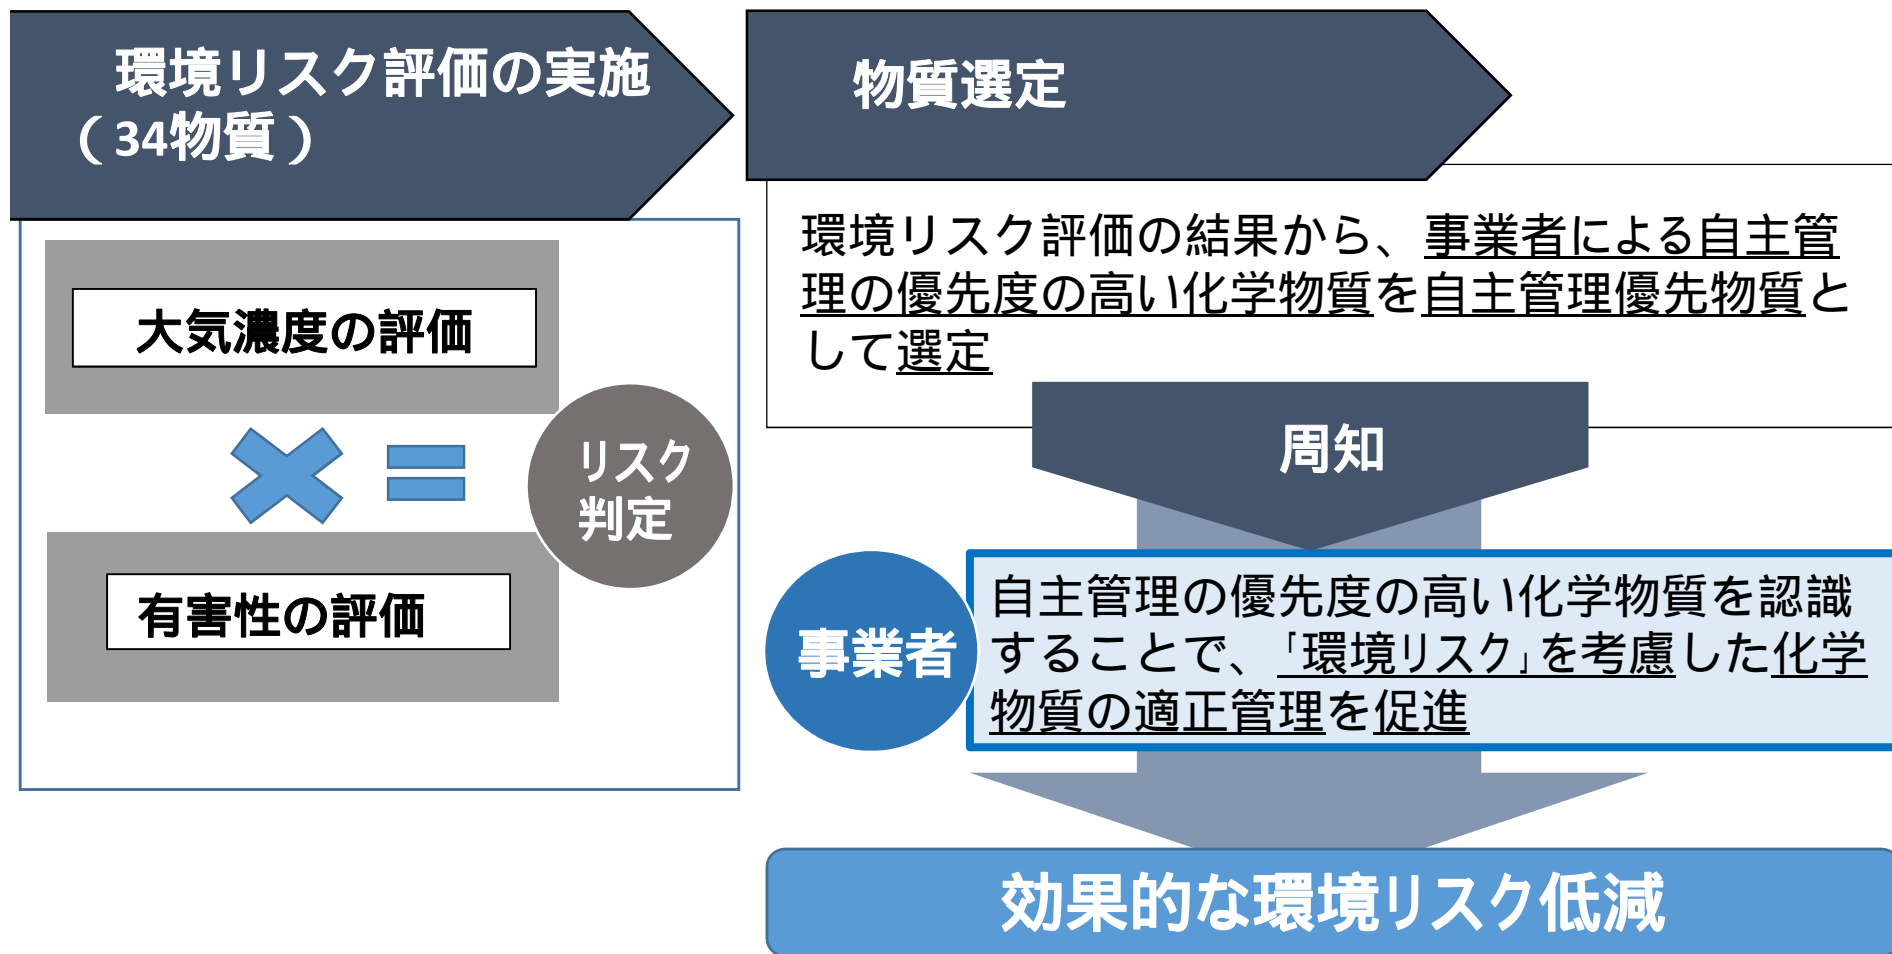 環境リスク評価の実施
（34物質）
大気濃度の評価
リスク
判定
有害性の評価
物質選定
環境リスク評価の結果から、事業者による自主管
理の優先度の高い化学物質を自主管理優先物質と
して選定
周知
事業者
自主管理の優先度の高い化学物質を認識
することで、「環境リスク」を考慮した化学
物質の適正管理を促進
効果的な環境リスク低減